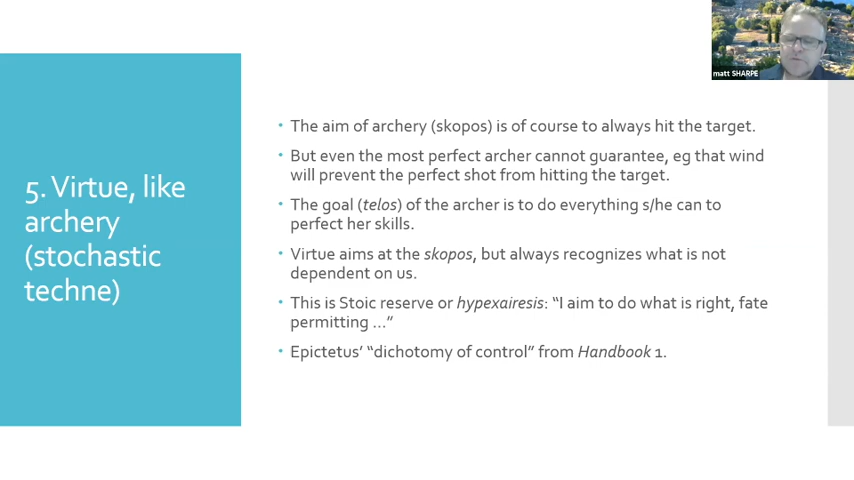 matt SHARPE
5. Virtue, like
archery
(stochastic
techne)
• The aim of archery (skopos) is of course to always hit the target.
• But even the most perfect archer cannot guarantee, eg that wind
will prevent the perfect shot from hitting the target.
• The goal (telos) of the archer is to do everything s/he can to
perfect her skills.
• Virtue aims at the skopos, but always recognizes what is not
dependent on us.
• This is Stoic reserve or hypexairesis: “I aim to do what is right, fate
permitting ...”
• Epictetus’ “dichotomy of control” from Handbook 1.